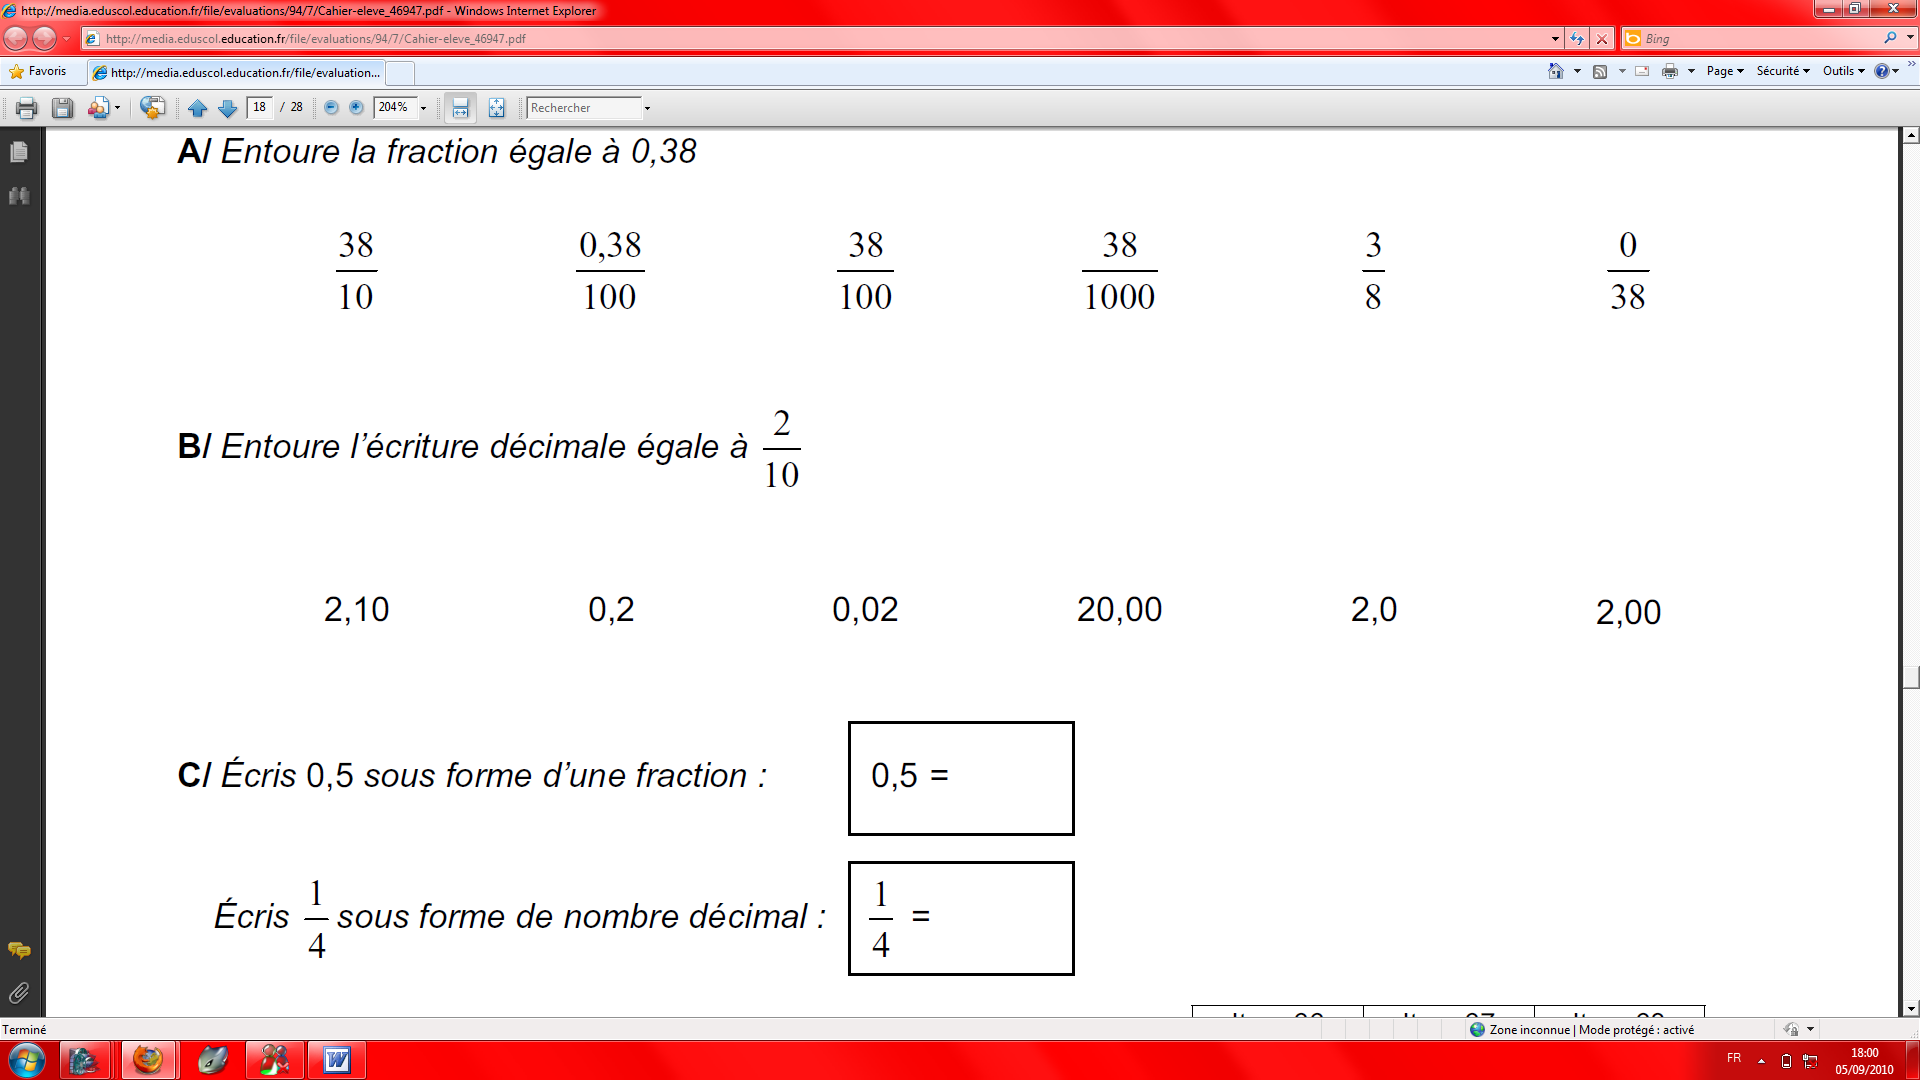 http://media.eduscol.education.fr/file/evaluations/94/7/Cahier-eleve_46947.pdf - Windows Internet Explorer
http://media.eduscol.education.fr/file/evaluations/94/7/Cahier-eleve_46947.pdf
Bing
Favoris
http://media.eduscol.education.fr/file/evaluation...
Page
Sécurité
Outils
18 / 28
204%
Rechercher
A/ Entoure la fraction égale à 0,38
38/10 0,38/100 38/100 38/1000 3/8 0/38
B/ Entoure l'écriture décimale égale à 2/10
2,10 0,2 0,02 20,00 2,0 2,00
C/ Écris 0,5 sous forme d'une fraction : 0,5 =
Écris 1/4 sous forme de nombre décimal : 1/4 =
Terminé
Zone inconnue | Mode protégé : activé
FR
18:00
05/09/2010